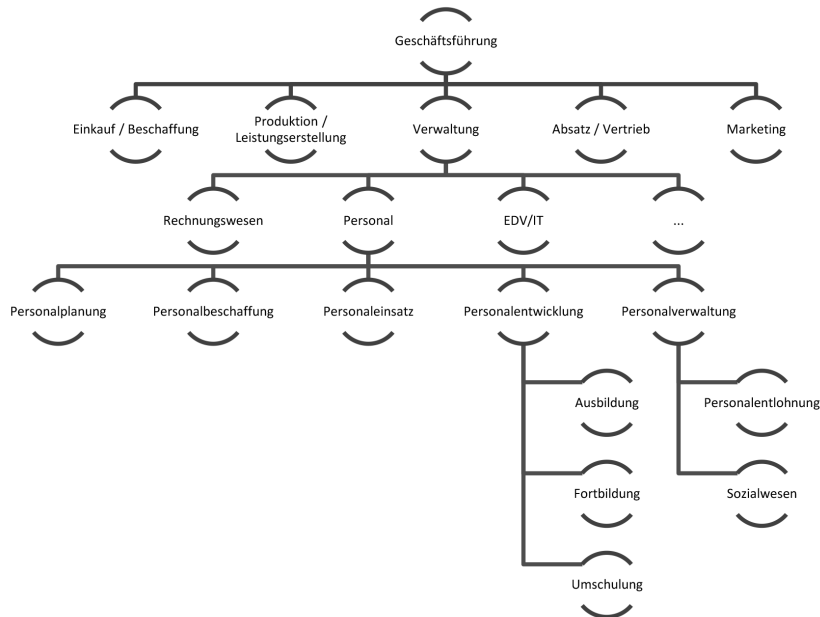 Geschäftsführung
Einkauf / Beschaffung
Produktion /
Leistungserstellung
Verwaltung
Absatz / Vertrieb
Marketing
Rechnungswesen
Personal
EDV/IT
...
Personalplanung
Personalbeschaffung
Personaleinsatz
Personalentwicklung
Personalverwaltung
Ausbildung
Personalentlohnung
Fortbildung
Sozialwesen
Umschulung